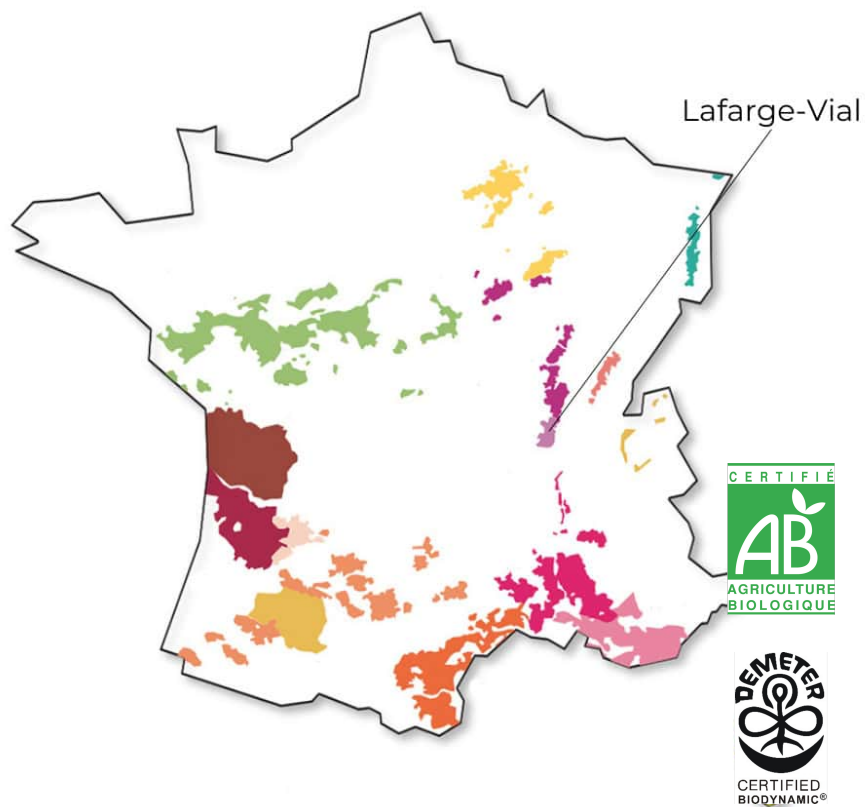 Lafarge-Vial
CERTIFIÉ
AB
AGRICULTURE
BIOLOGIQUE
DEMETER
CERTIFIED
BIODYNAMIC®